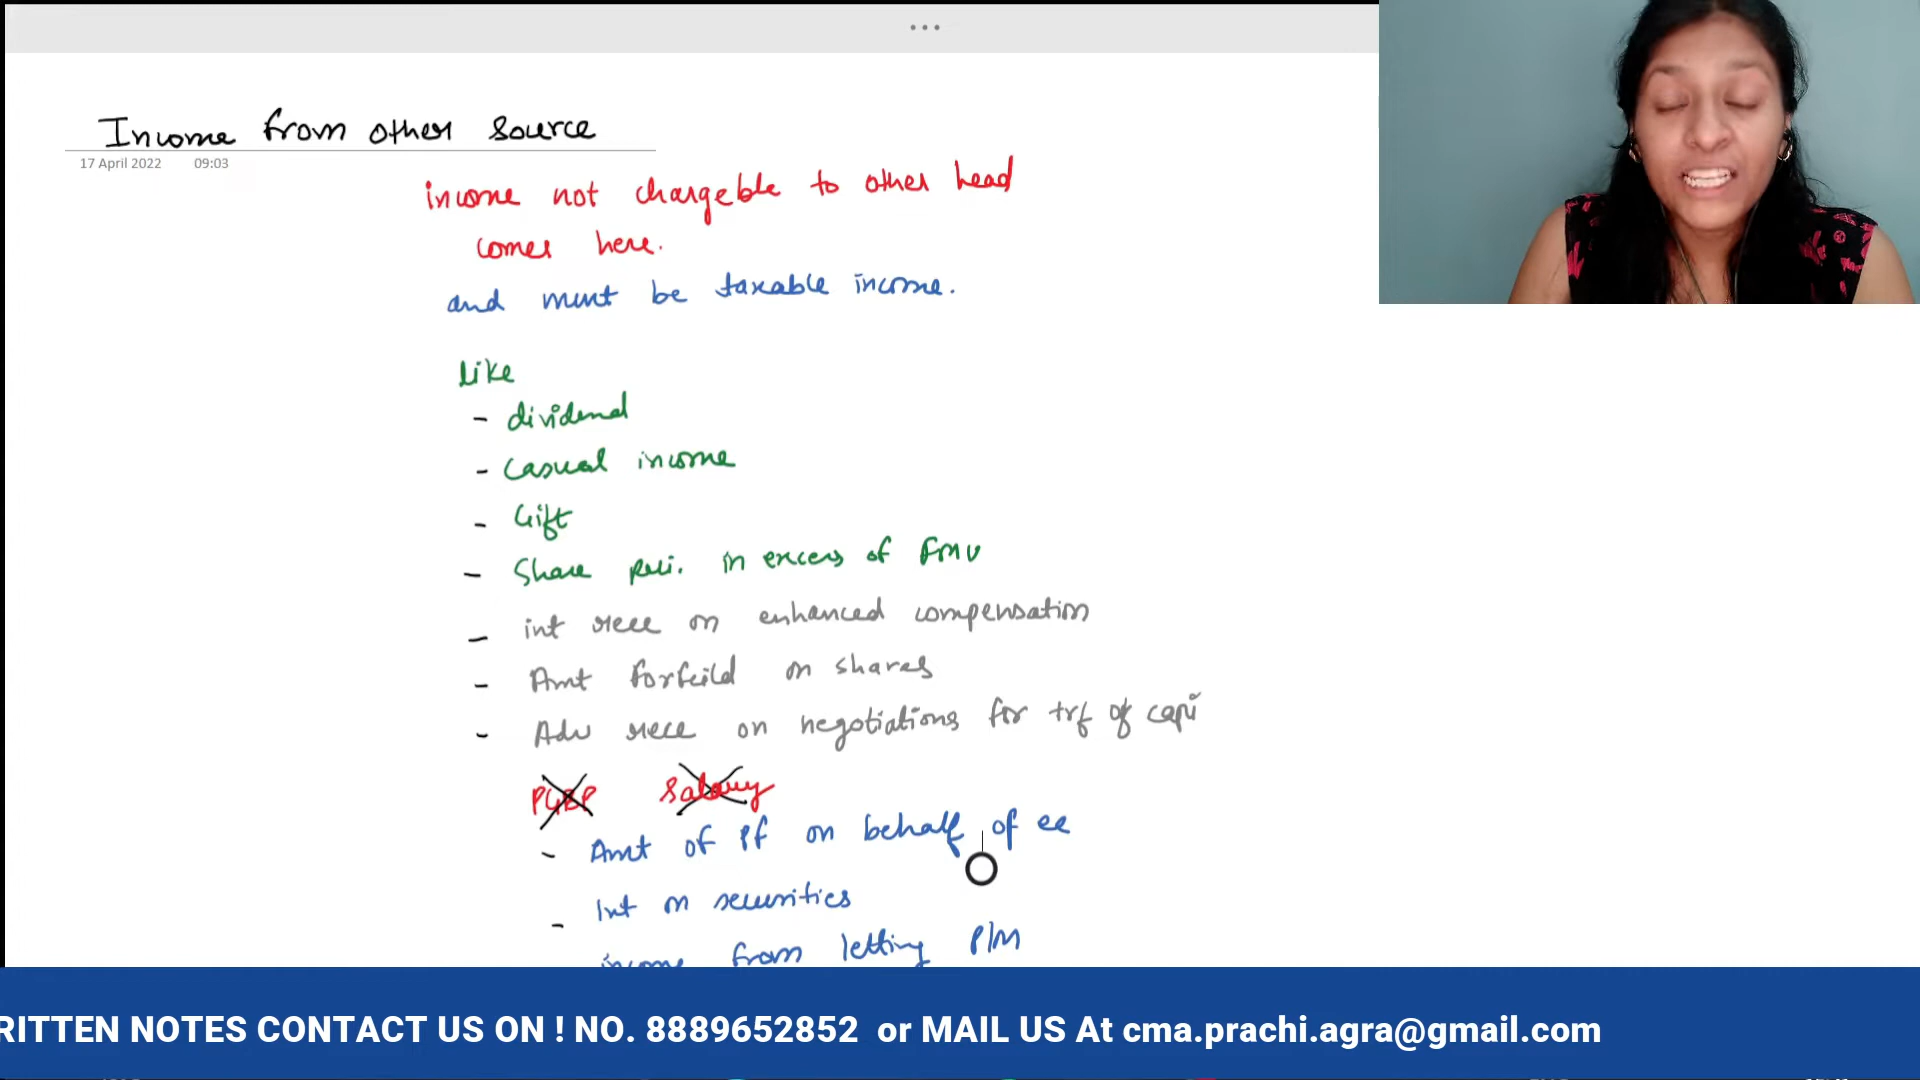 Income from other source
17 April 2022 09:03
income not chargeble to other head
comes here.
and must be taxable income.
like
- dividend
- Casual income
- Gift
- Share in excess of FMV
- int rece on enhanced compensation
- Amt forfeild on shares
- Adv rece on negotiations for trf of capi
PGBP Salary
- Amt of Pf on behalf of ee
- Int on securities
income from letting P/M
RITTEN NOTES CONTACT US ON ! NO. 8889652852 or MAIL US At cma.prachi.agra@gmail.com